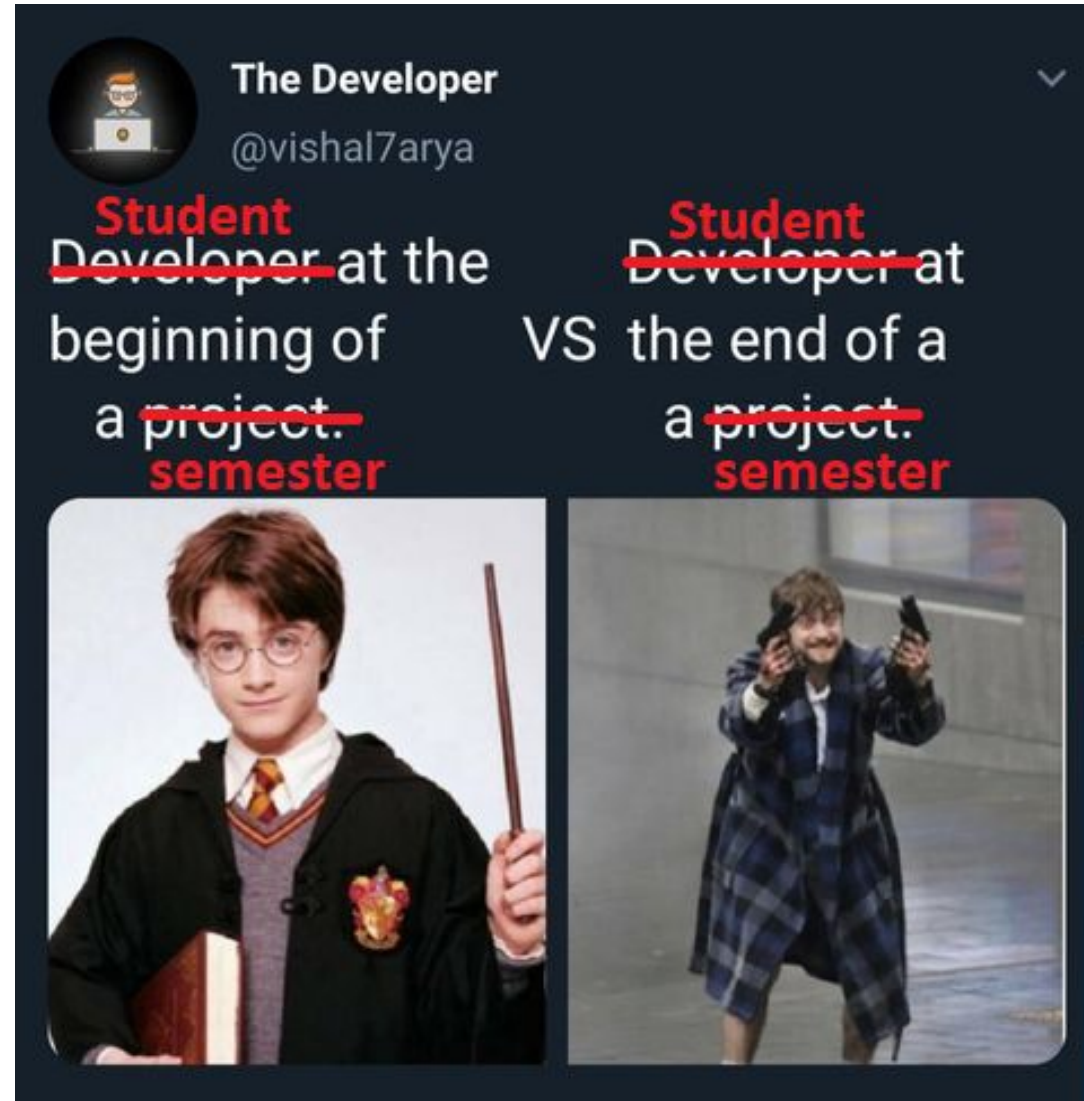 The Developer
@vishal7arya
Student
Developer at the
beginning of
a project.
semester
VS
Student
Developer at
the end of a
a project.
semester